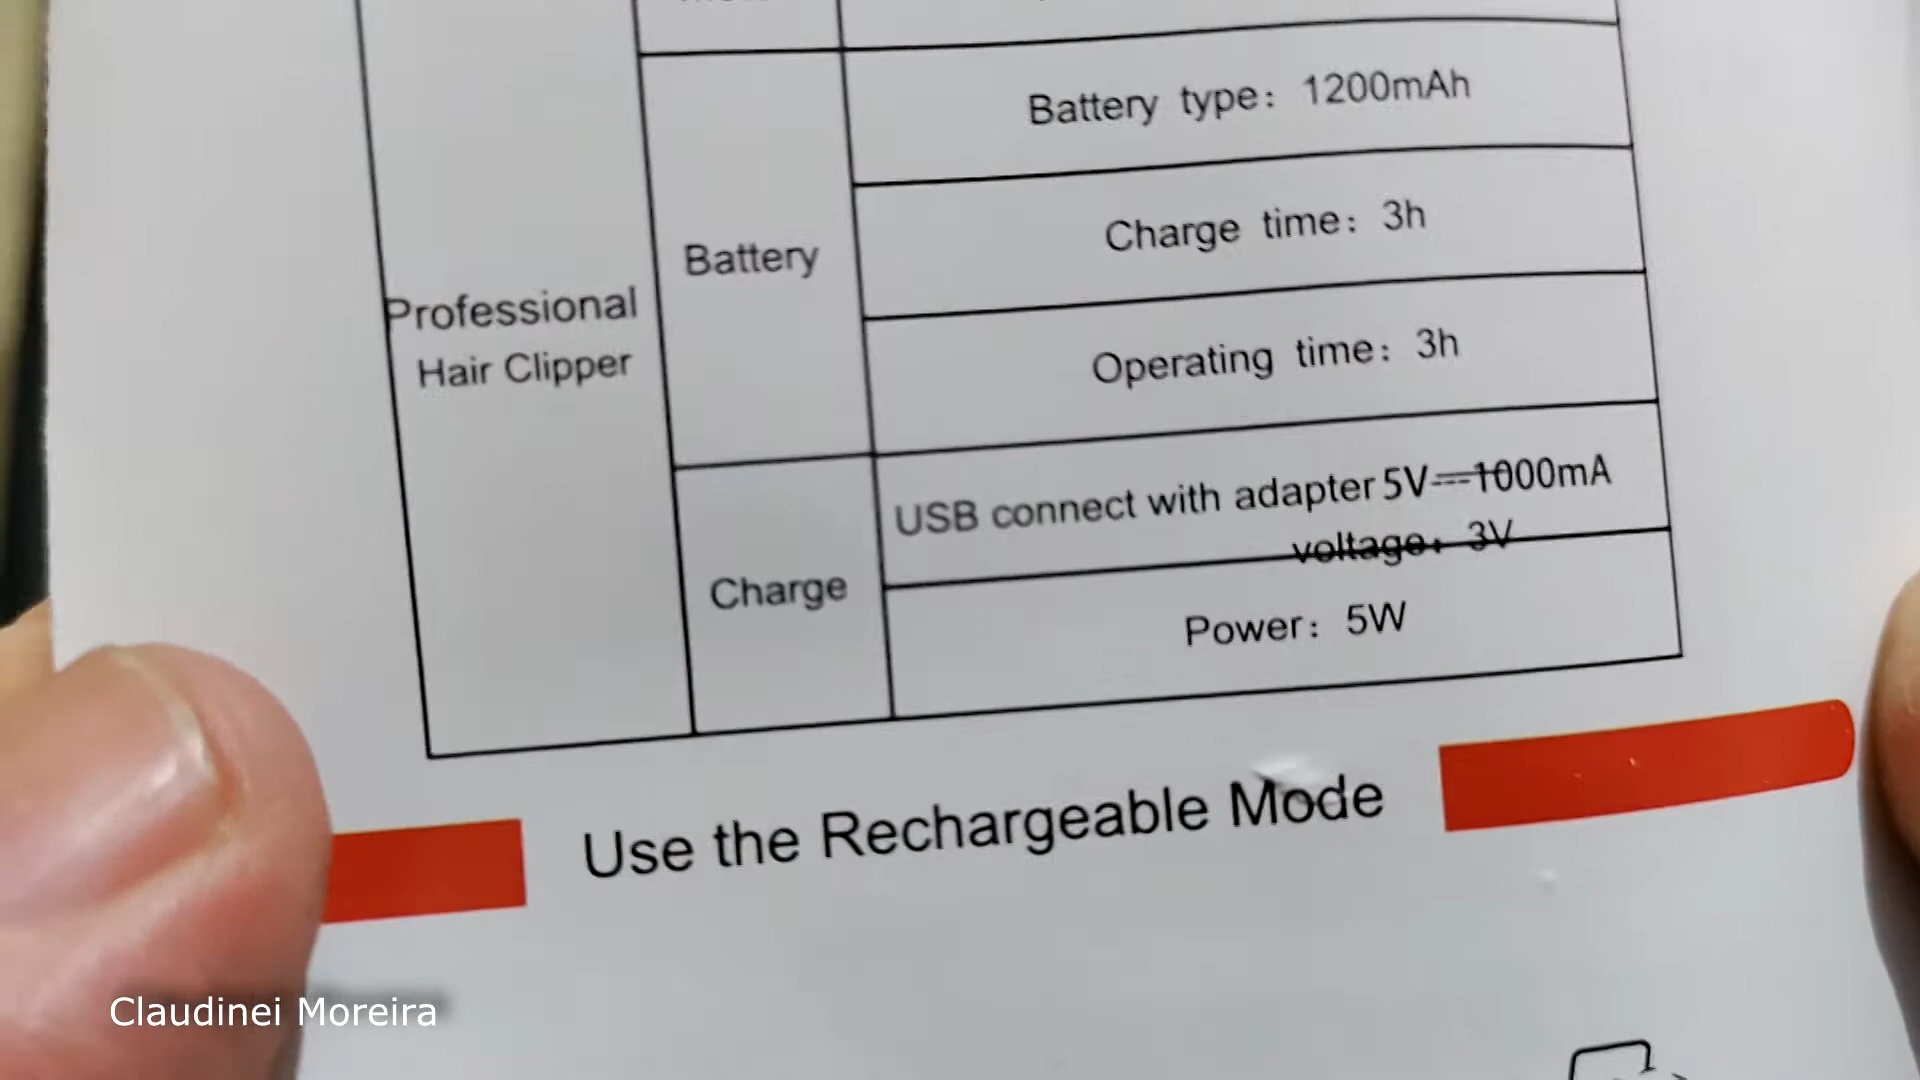 Battery type: 1200mAh
Charge time: 3h
Battery
Operating time: 3h
Professional
Hair Clipper
USB connect with adapter 5V⎓1000mA
voltage: 3V
Charge
Power: 5W
Use the Rechargeable Mode
Claudinei Moreira